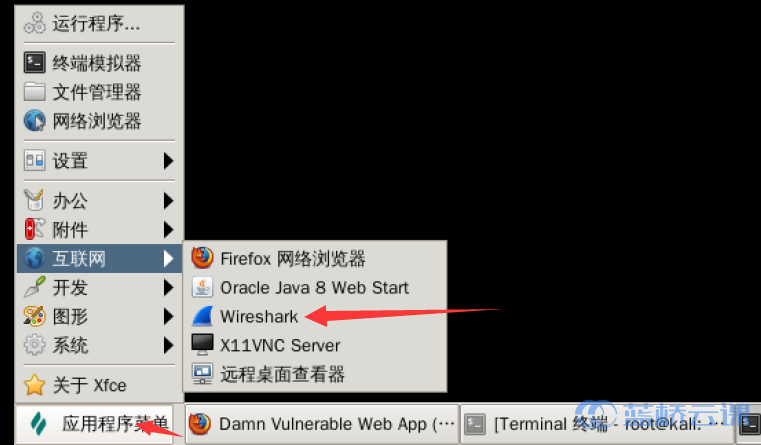 运行程序...
终端模拟器
文件管理器
网络浏览器
设置
办公
附件
互联网
开发
图形
系统
关于 Xfce
Firefox 网络浏览器
Oracle Java 8 Web Start
Wireshark
X11VNC Server
远程桌面查看器
应用程序菜单
Damn Vulnerable Web App (···
[Terminal 终端 - root@kali: ···
蓝桥云课